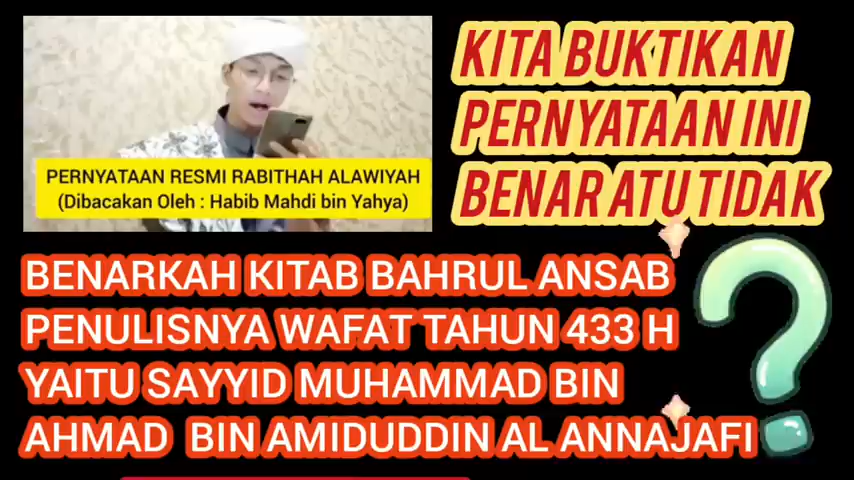 KITA BUKTIKAN
PERNYATAAN INI
BENAR ATU TIDAK
PERNYATAAN RESMI RABITHAH ALAWIYAH
(Dibacakan Oleh : Habib Mahdi bin Yahya)
BENARKAH KITAB BAHRUL ANSAB
PENULISNYA WAFAT TAHUN 433 H
YAITU SAYYID MUHAMMAD BIN
AHMAD BIN AMIDUDDIN AL ANNAJAFI
?